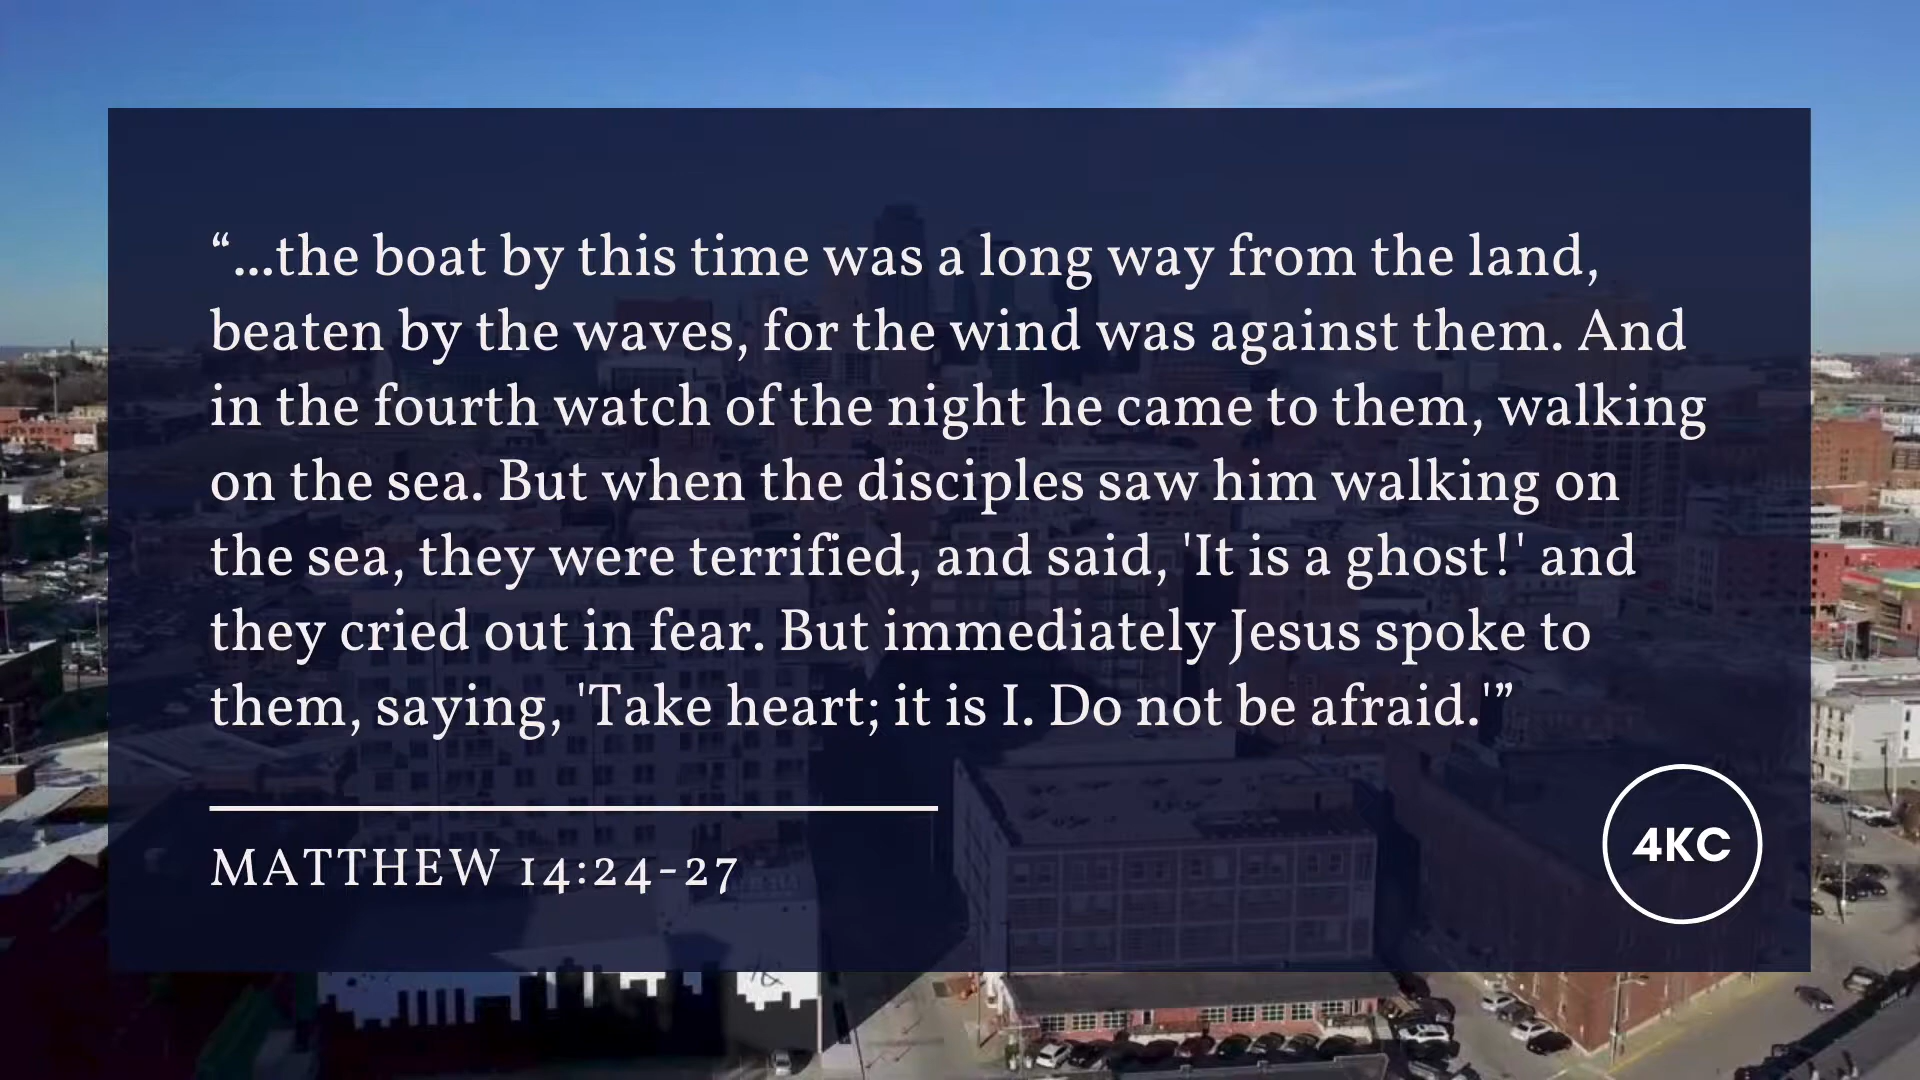 “...the boat by this time was a long way from the land,
beaten by the waves, for the wind was against them. And
in the fourth watch of the night he came to them, walking
on the sea. But when the disciples saw him walking on
the sea, they were terrified, and said, 'It is a ghost!' and
they cried out in fear. But immediately Jesus spoke to
them, saying, 'Take heart; it is I. Do not be afraid.'”
MATTHEW 14:24-27
4KC